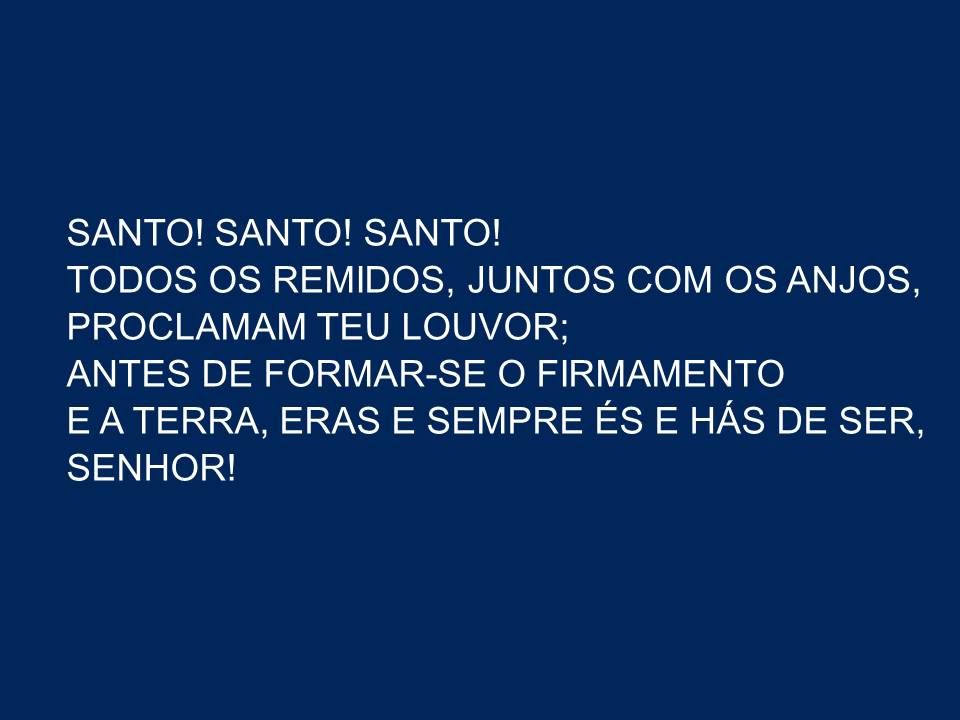 SANTO! SANTO! SANTO!
TODOS OS REMIDOS, JUNTOS COM OS ANJOS,
PROCLAMAM TEU LOUVOR;
ANTES DE FORMAR-SE O FIRMAMENTO
E A TERRA, ERAS E SEMPRE ÉS E HÁS DE SER,
SENHOR!